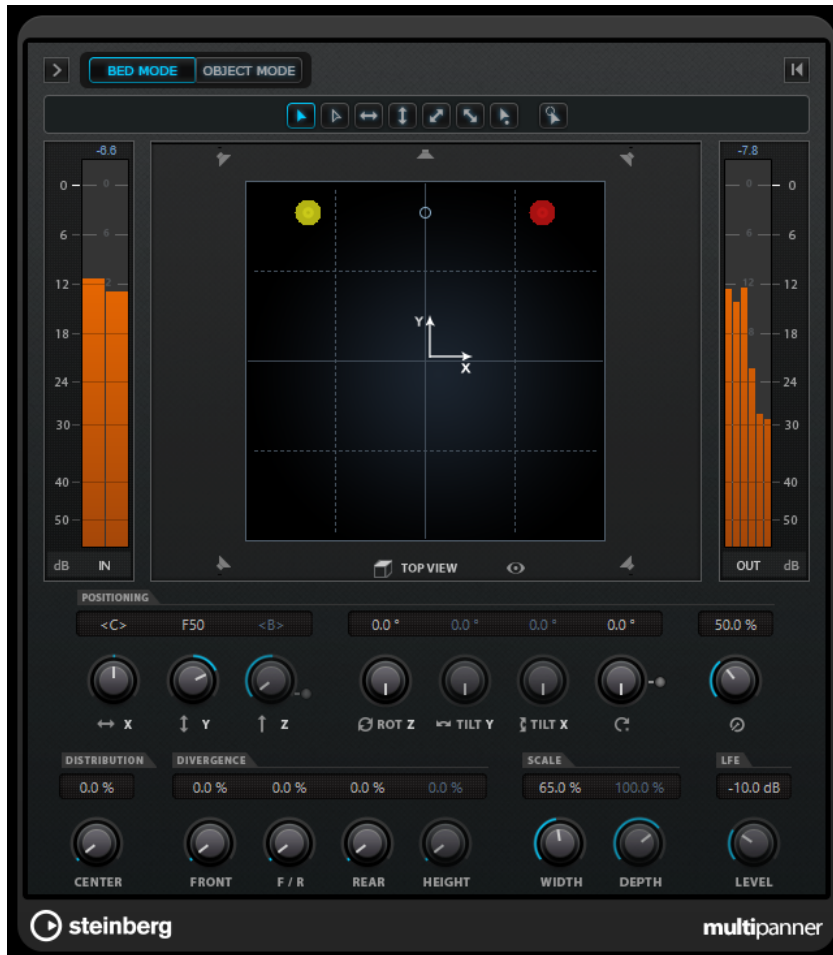 BED MODE OBJECT MODE
-6.6 -7.8
0 0 0 0
6 6 6 6
12 2 12 12
18 8 18
24 24
30 30
40 40
50 50
Y
X
dB IN TOP VIEW OUT dB
POSITIONING
<C> F50 <B> 0.0 ° 0.0 ° 0.0 ° 0.0 ° 50.0 %
X Y Z ROT Z TILT Y TILT X
DISTRIBUTION DIVERGENCE SCALE LFE
0.0 % 0.0 % 0.0 % 0.0 % 0.0 % 65.0 % 100.0 % -10.0 dB
CENTER FRONT F / R REAR HEIGHT WIDTH DEPTH LEVEL
steinberg multipanner